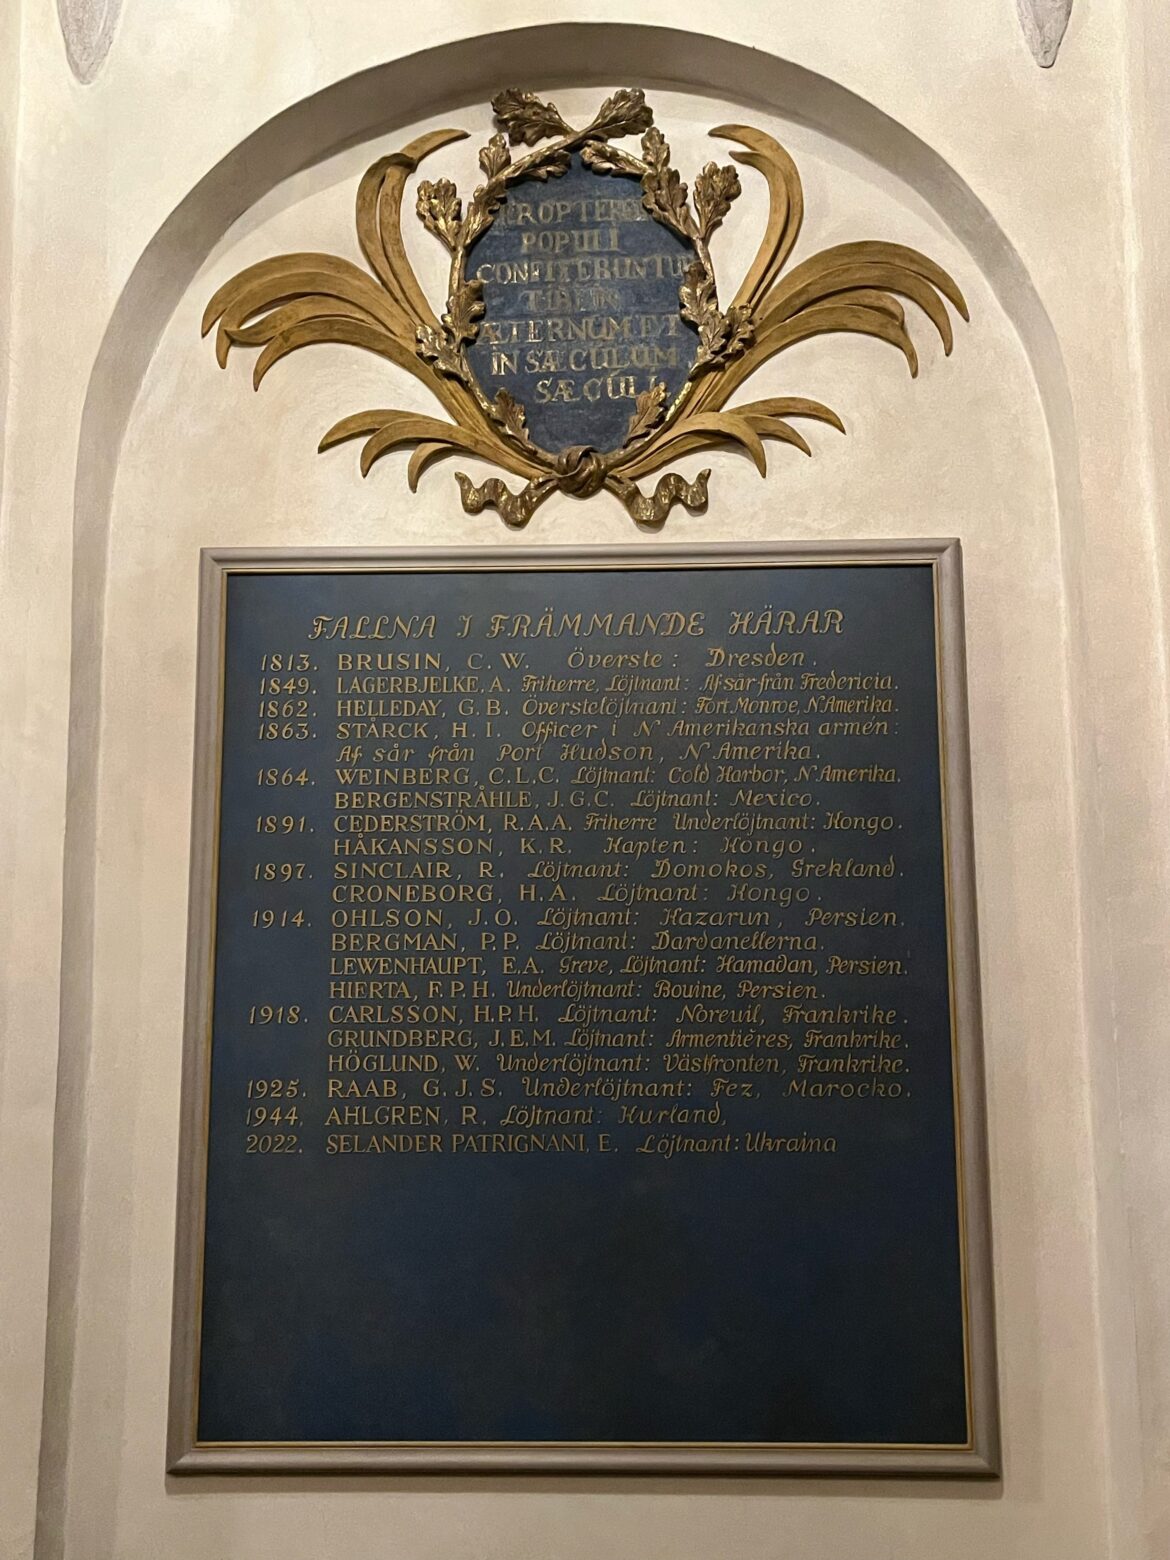 PROPTEREA
POPULI
CONFITEBUNTUR
TIBI IN
ÆTERNUM ET
IN SÆCULUM
SÆCULI
FALLNA I FRÄMMANDE HÄRAR
1813. BRUSIN, C. W. Överste: Dresden.
1849. LAGERBJELKE, A. Friherre, Löjtnant: Af sår från Fredericia.
1862. HELLEDAY, G. B. Överstelöjtnant: Fort Monroe, N Amerika.
1863. STÅRCK, H. I. Officer i N Amerikanska armén:
Af sår från Port Hudson, N Amerika.
1864. WEINBERG, C.L.C. Löjtnant: Cold Harbor, N Amerika.
BERGENSTRÅHLE, J.G.C. Löjtnant: Mexico.
1891. CEDERSTRÖM, R.A.A. Friherre Underlöjtnant: Kongo.
HÅKANSSON, K. R. Kapten: Kongo.
1897. SINCLAIR, R. Löjtnant: Domokos, Grekland.
CRONEBORG, H. A. Löjtnant: Kongo.
1914. OHLSON, J. O. Löjtnant: Kazarun, Persien.
BERGMAN, P. P. Löjtnant: Dardanellerna.
LEWENHAUPT, E.A. Greve, Löjtnant: Hamadan, Persien.
HIERTA, F. P. H. Underlöjtnant: Bouine, Persien.
1918. CARLSSON, H.P.H. Löjtnant: Noreuil, Frankrike.
GRUNDBERG, J. E. M. Löjtnant: Armentières, Frankrike.
HÖGLUND, W. Underlöjtnant: Västfronten, Frankrike.
1925. RAAB, G. J. S. Underlöjtnant: Fez, Marocko.
1944. AHLGREN, R. Löjtnant: Kurland,
2022. SELANDER PATRIGNANI, E. Löjtnant: Ukraina